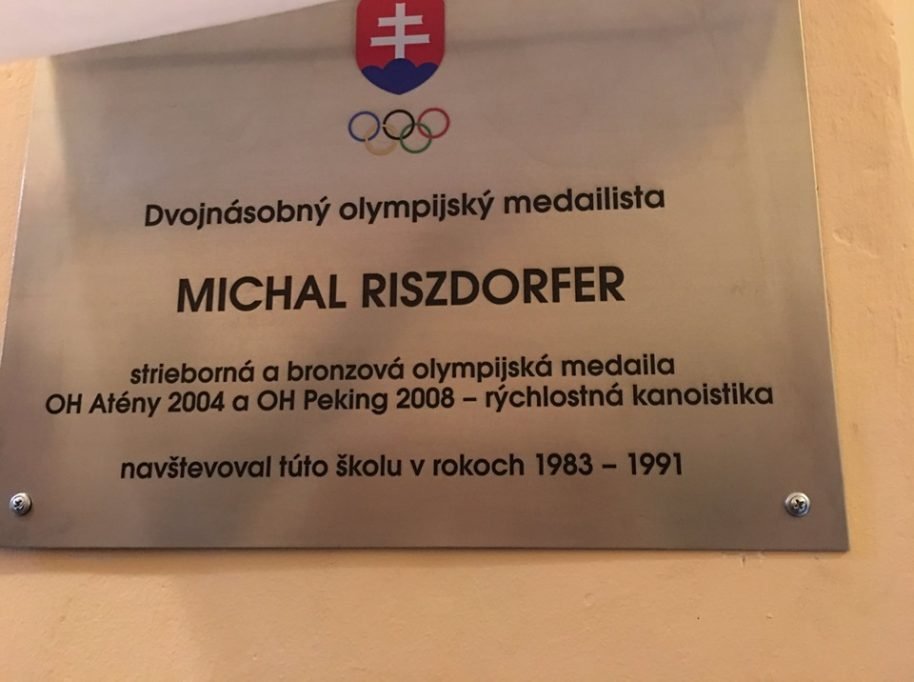 Dvojnásobný olympijský medailista
MICHAL RISZDORFER
strieborná a bronzová olympijská medaila
OH Atény 2004 a OH Peking 2008 – rýchlostná kanoistika
navštevoval túto školu v rokoch 1983 – 1991